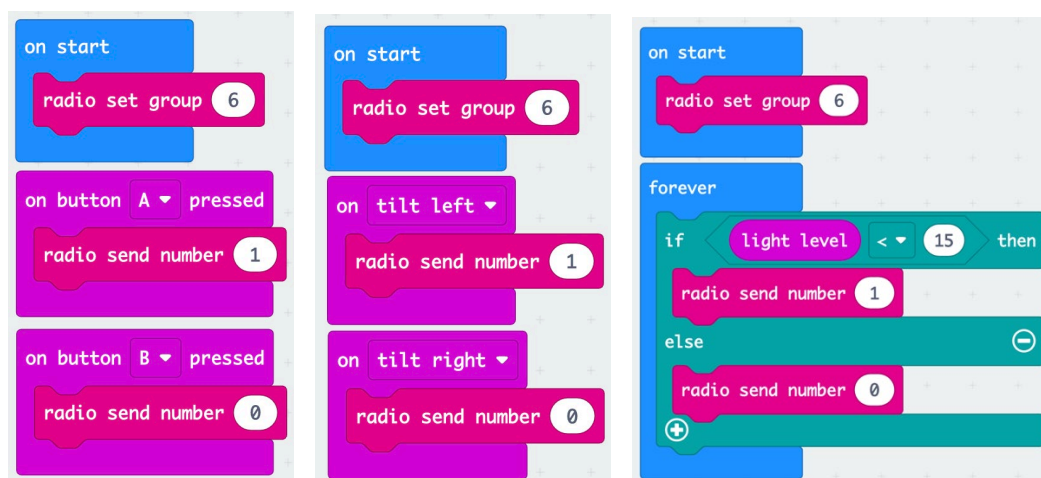 on start
radio set group 6
on button A pressed
radio send number 1
on button B pressed
radio send number 0
on start
radio set group 6
on tilt left
radio send number 1
on tilt right
radio send number 0
on start
radio set group 6
forever
if light level < 15 then
radio send number 1
else
radio send number 0